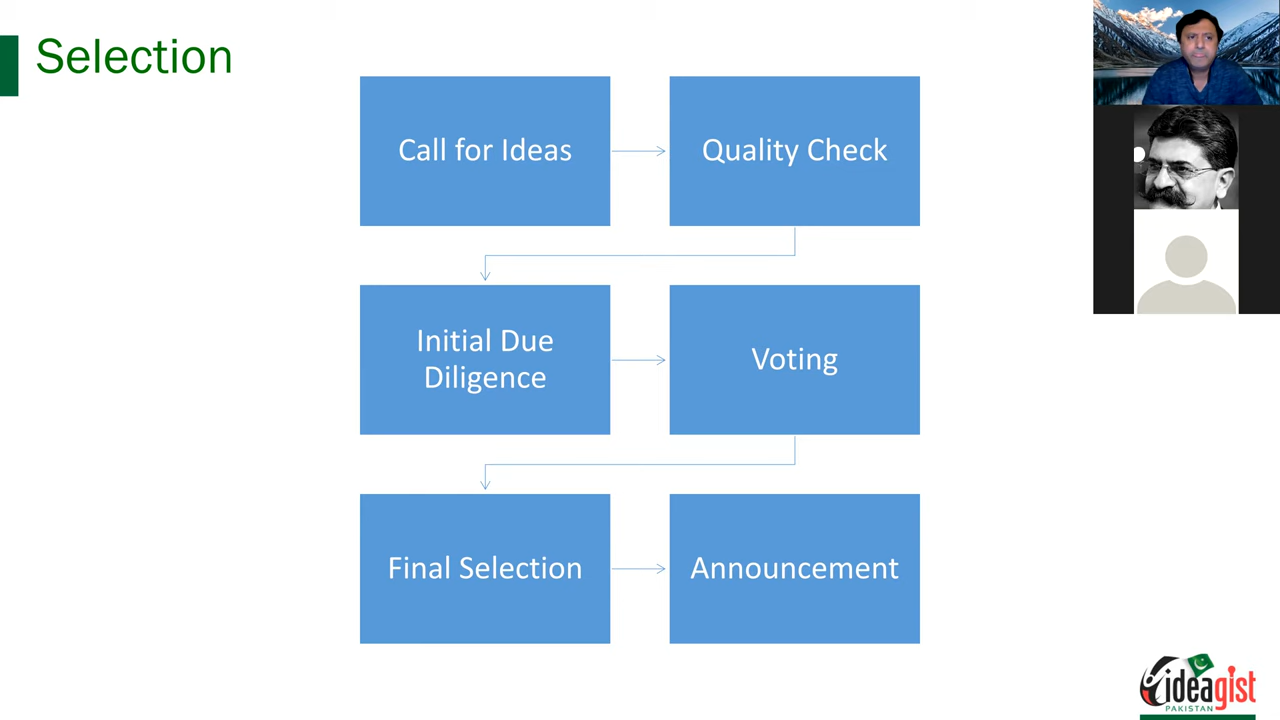 Selection
Call for Ideas
Quality Check
Initial Due
Diligence
Voting
Final Selection
Announcement
ideagist
PAKISTAN